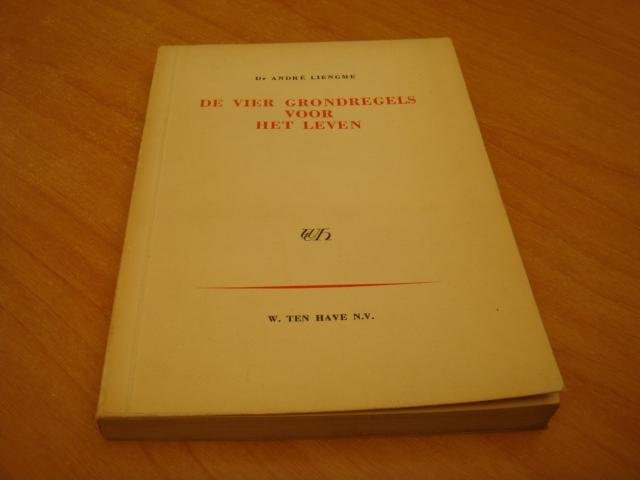 Dr ANDRÉ LIENGME
DE VIER GRONDREGELS
VOOR
HET LEVEN
W. TEN HAVE N.V.